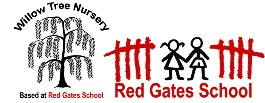 Willow Tree Nursery
Based at Red Gates School
Red Gates School